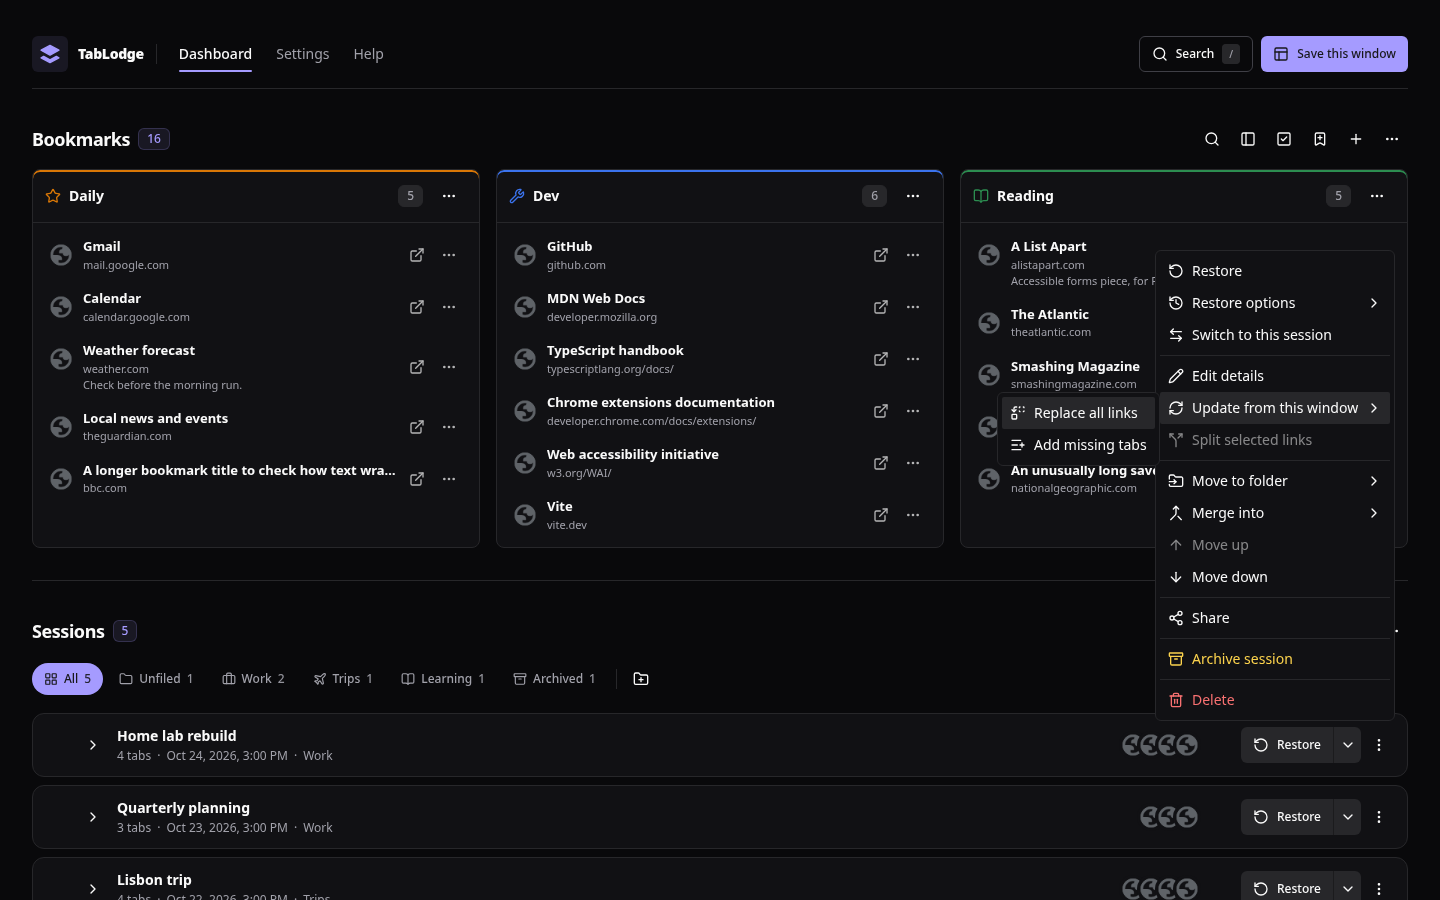 TabLodge
Dashboard
Settings
Help
Search /
Save this window
Bookmarks 16
Daily 5
Gmail
mail.google.com
Calendar
calendar.google.com
Weather forecast
weather.com
Check before the morning run.
Local news and events
theguardian.com
A longer bookmark title to check how text wra...
bbc.com
Dev 6
GitHub
github.com
MDN Web Docs
developer.mozilla.org
TypeScript handbook
typescriptlang.org/docs/
Chrome extensions documentation
developer.chrome.com/docs/extensions/
Web accessibility initiative
w3.org/WAI/
Vite
vite.dev
Reading 5
A List Apart
alistapart.com
Accessible forms piece, for
The Atlantic
theatlantic.com
Smashing Magazine
smashingmagazine.com
An unusually long save
nationalgeographic.com
Restore
Restore options
Switch to this session
Edit details
Update from this window
Split selected links
Replace all links
Add missing tabs
Move to folder
Merge into
Move up
Move down
Share
Archive session
Delete
Sessions 5
All 5
Unfiled 1
Work 2
Trips 1
Learning 1
Archived 1
Home lab rebuild
4 tabs · Oct 24, 2026, 3:00 PM · Work
Restore
Quarterly planning
3 tabs · Oct 23, 2026, 3:00 PM · Work
Restore
Lisbon trip
4 tabs · Oct 22, 2026, 3:00 PM · Trips
Restore